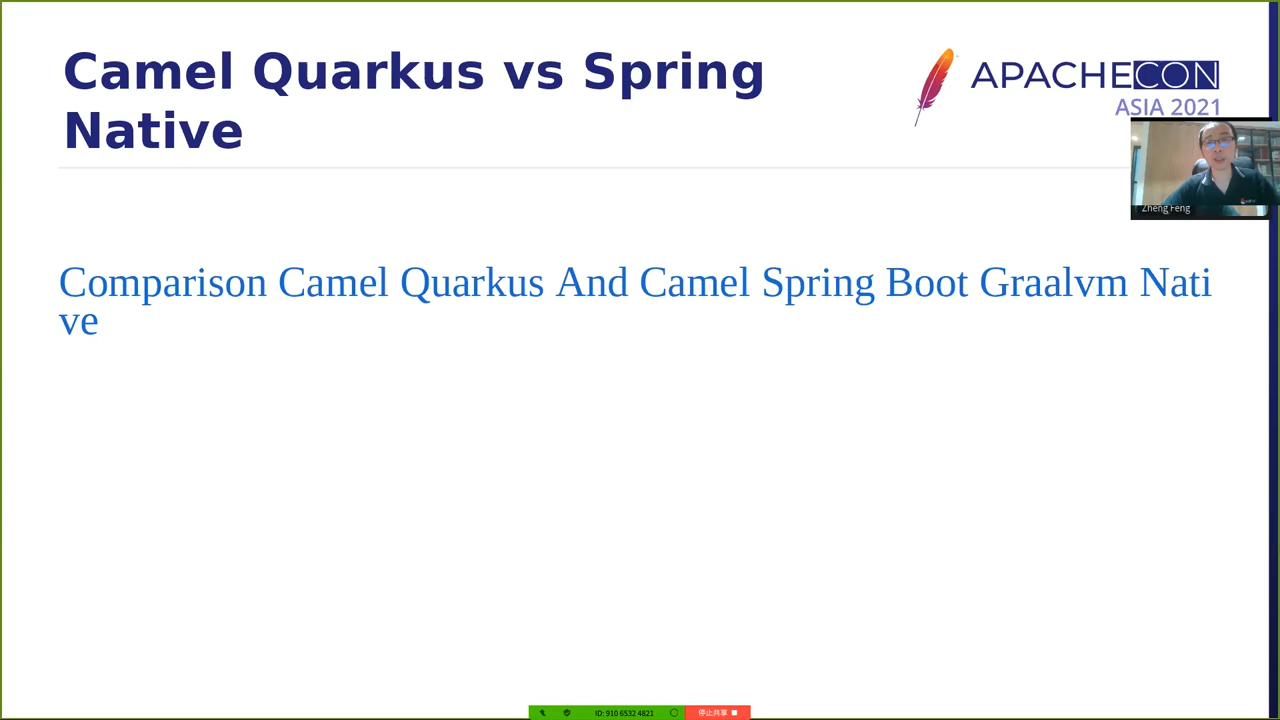 Camel Quarkus vs Spring
Native
APACHECON
ASIA 2021
Zheng Feng
Comparison Camel Quarkus And Camel Spring Boot Graalvm Nati
ve
ID: 910 6532 4821
停止共享